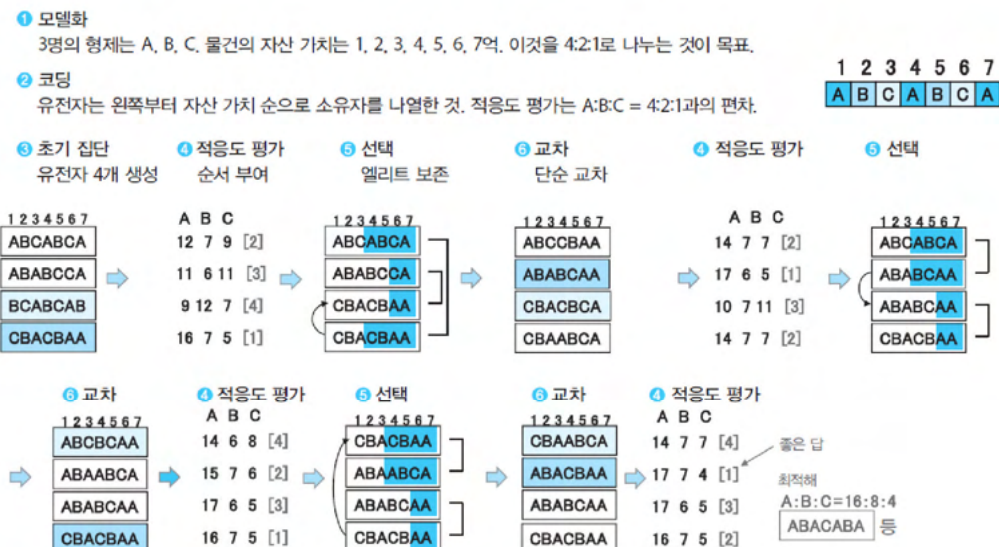 ① 모델화
3명의 형제는 A, B, C. 물건의 자산 가치는 1, 2, 3, 4, 5, 6, 7억. 이것을 4:2:1로 나누는 것이 목표.
② 코딩
유전자는 왼쪽부터 자산 가치 순으로 소유자를 나열한 것. 적응도 평가는 A:B:C = 4:2:1과의 편차.
1 2 3 4 5 6 7
A B C A B C A
③ 초기 집단
유전자 4개 생성
1 2 3 4 5 6 7
ABCABCA
ABABCCA
BCABCAB
CBACBAA
④ 적응도 평가
순서 부여
A B C
12 7 9 [2]
11 6 11 [3]
9 12 7 [4]
16 7 5 [1]
⑤ 선택
엘리트 보존
1 2 3 4 5 6 7
ABCABCA
ABABCCA
CBACBAA
CBACBAA
⑥ 교차
단순 교차
1 2 3 4 5 6 7
ABCCBAA
ABABCAA
CBACBCA
CBAABCA
④ 적응도 평가
A B C
14 7 7 [2]
17 6 5 [1]
10 7 11 [3]
14 7 7 [2]
⑤ 선택
1 2 3 4 5 6 7
ABCABCA
ABABCAA
ABABCAA
CBACBAA
⑥ 교차
1 2 3 4 5 6 7
ABCBCAA
ABAABCA
ABABCAA
CBACBAA
④ 적응도 평가
A B C
14 6 8 [4]
15 7 6 [2]
17 6 5 [3]
16 7 5 [1]
⑤ 선택
1 2 3 4 5 6 7
CBACBAA
ABAABCA
ABABCAA
CBACBAA
⑥ 교차
1 2 3 4 5 6 7
CBAABCA
ABACBAA
ABABCAA
CBACBAA
④ 적응도 평가
A B C
14 7 7 [4]
17 7 4 [1]
17 6 5 [3]
16 7 5 [2]
좋은 답
최적해
A:B:C=16:8:4
ABACABA 등